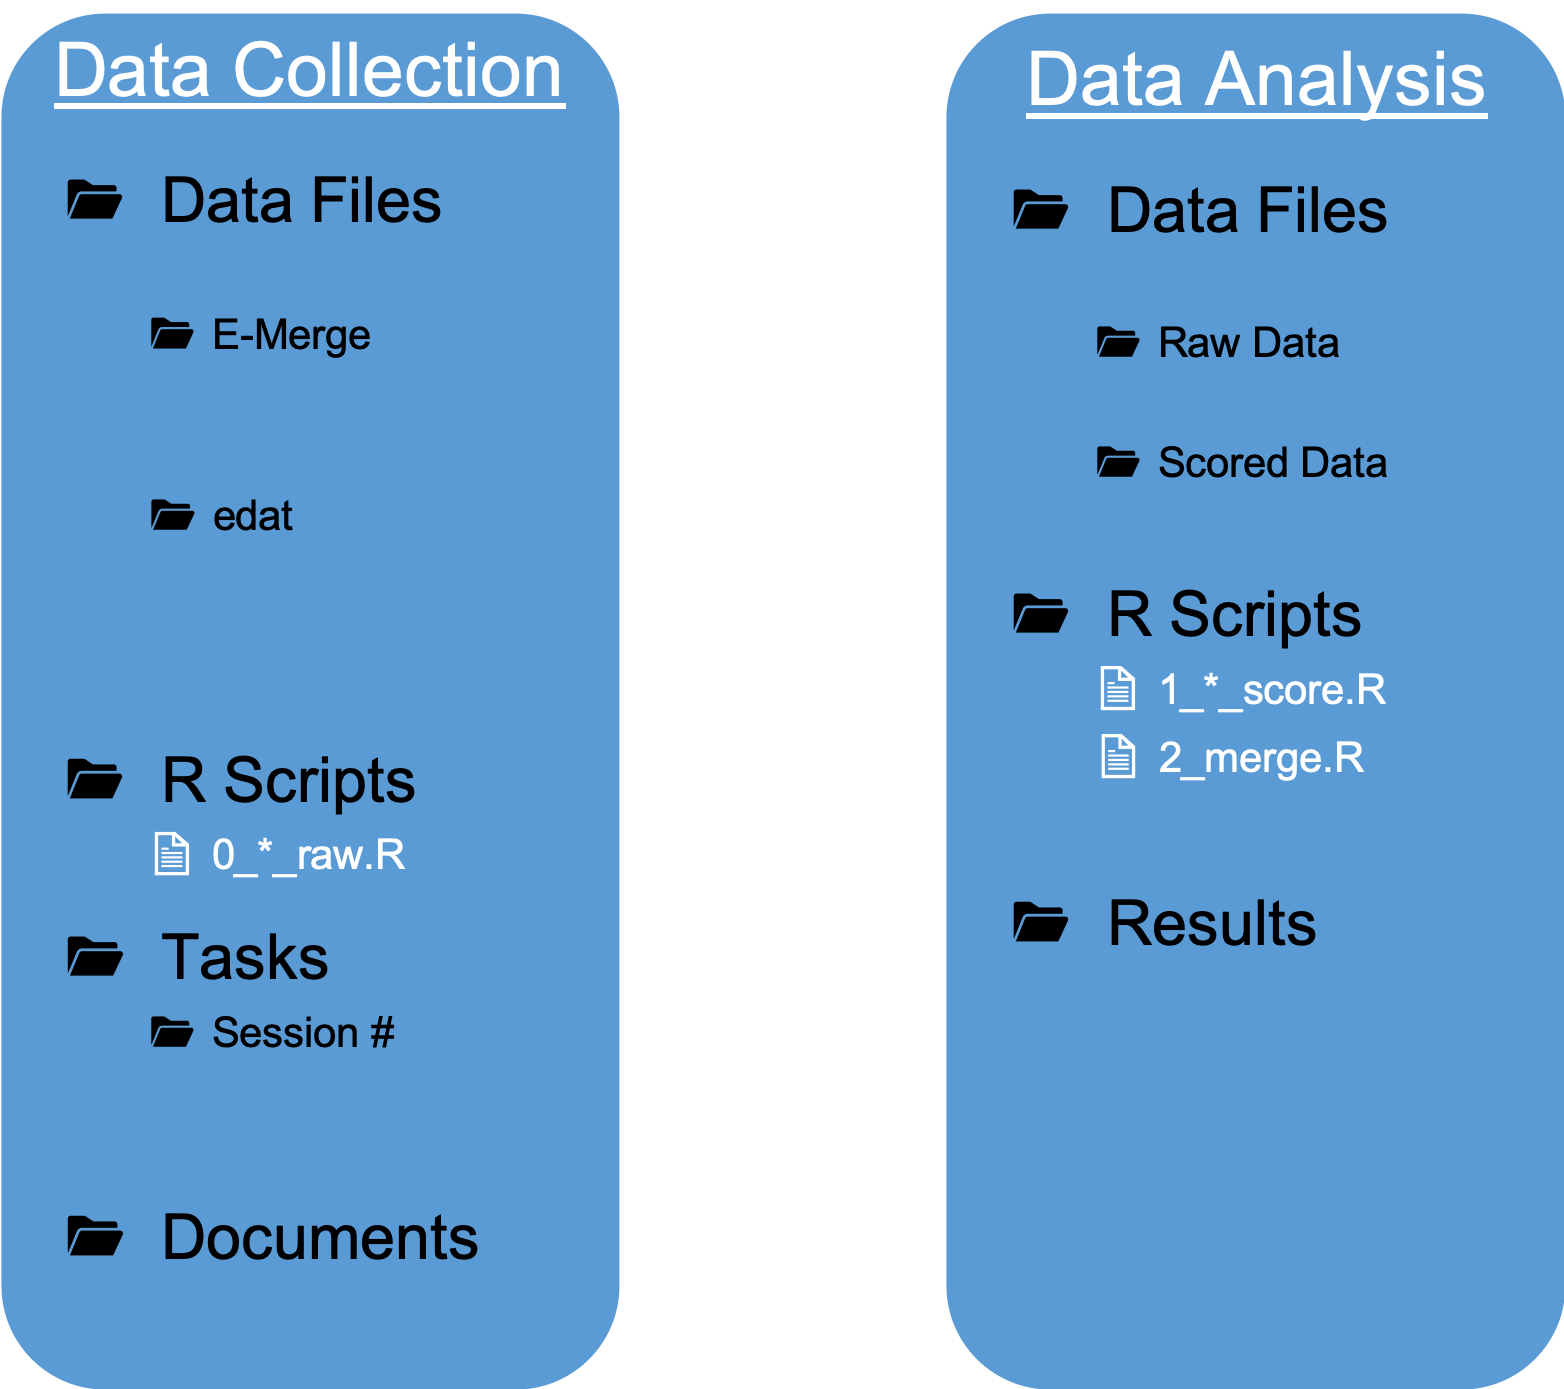 Data Collection
Data Files
E-Merge
edat
R Scripts
0_*_raw.R
Tasks
Session #
Documents
Data Analysis
Data Files
Raw Data
Scored Data
R Scripts
1_*_score.R
2_merge.R
Results